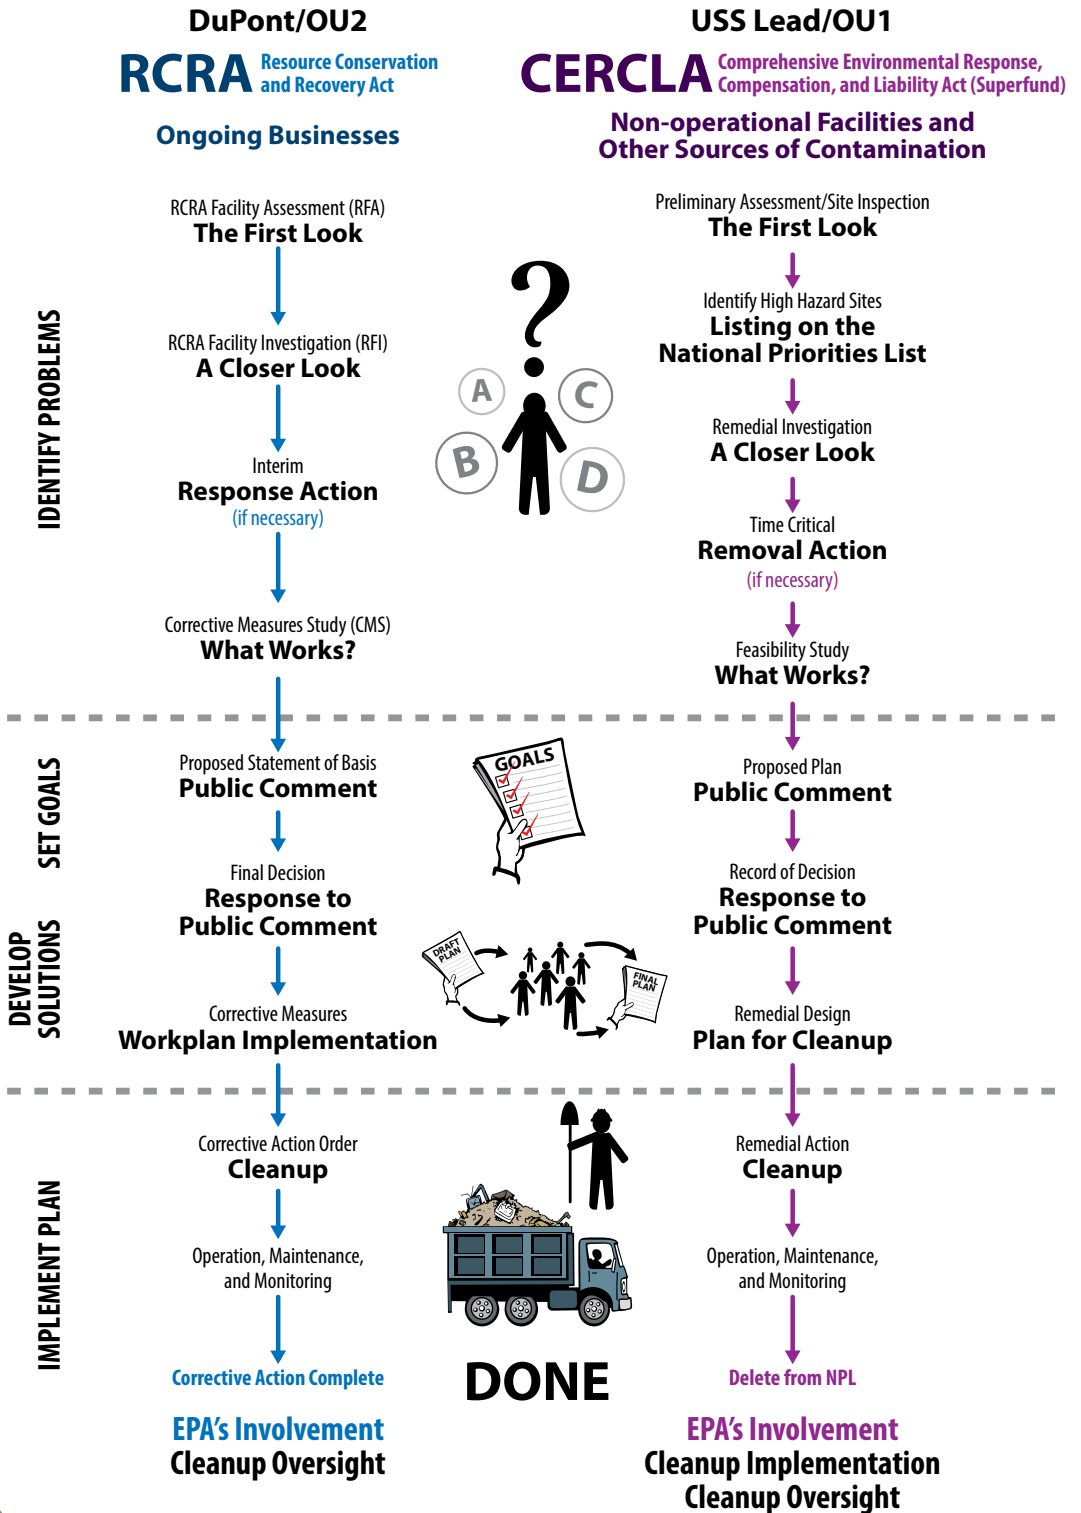 DuPont/OU2
RCRA
Resource Conservation
and Recovery Act
Ongoing Businesses
USS Lead/OU1
CERCLA
Comprehensive Environmental Response,
Compensation, and Liability Act (Superfund)
Non-operational Facilities and
Other Sources of Contamination
IDENTIFY PROBLEMS
RCRA Facility Assessment (RFA)
The First Look
RCRA Facility Investigation (RFI)
A Closer Look
Interim
Response Action
(if necessary)
Corrective Measures Study (CMS)
What Works?
?
A
C
B
D
Preliminary Assessment/Site Inspection
The First Look
Identify High Hazard Sites
Listing on the
National Priorities List
Remedial Investigation
A Closer Look
Time Critical
Removal Action
(if necessary)
Feasibility Study
What Works?
SET GOALS
DEVELOP
SOLUTIONS
Proposed Statement of Basis
Public Comment
Final Decision
Response to
Public Comment
Corrective Measures
Workplan Implementation
GOALS
DRAFT
PLAN
FINAL
PLAN
Proposed Plan
Public Comment
Record of Decision
Response to
Public Comment
Remedial Design
Plan for Cleanup
IMPLEMENT PLAN
Corrective Action Order
Cleanup
Operation, Maintenance,
and Monitoring
Corrective Action Complete
EPA's Involvement
Cleanup Oversight
DONE
Remedial Action
Cleanup
Operation, Maintenance,
and Monitoring
Delete from NPL
EPA's Involvement
Cleanup Implementation
Cleanup Oversight